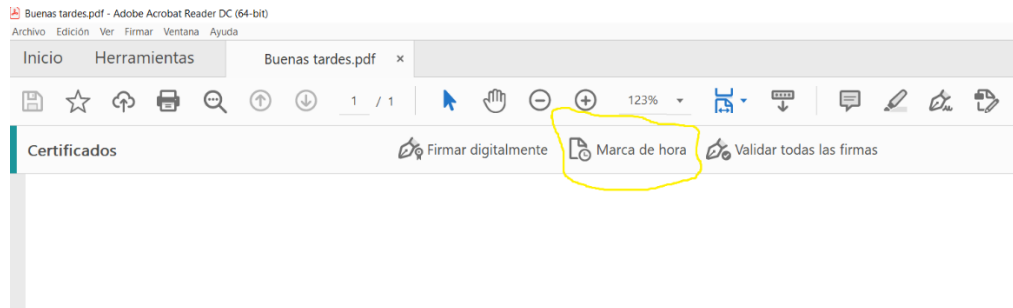 Buenas tardes.pdf - Adobe Acrobat Reader DC (64-bit)
Archivo Edición Ver Firmar Ventana Ayuda
Inicio Herramientas Buenas tardes.pdf ×
1 / 1 123%
Certificados Firmar digitalmente Marca de hora Validar todas las firmas